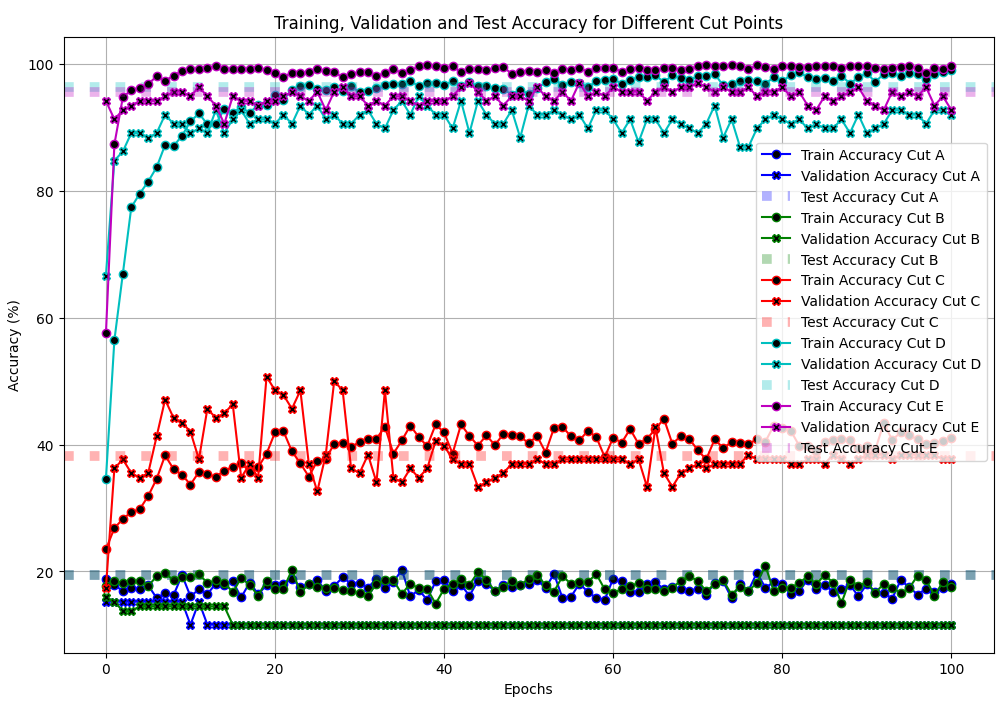 Training, Validation and Test Accuracy for Different Cut Points
Accuracy (%)
100
80
60
40
20
Train Accuracy Cut A
Validation Accuracy Cut A
Test Accuracy Cut A
Train Accuracy Cut B
Validation Accuracy Cut B
Test Accuracy Cut B
Train Accuracy Cut C
Validation Accuracy Cut C
Test Accuracy Cut C
Train Accuracy Cut D
Validation Accuracy Cut D
Test Accuracy Cut D
Train Accuracy Cut E
Validation Accuracy Cut E
Test Accuracy Cut E
0 20 40 60 80 100
Epochs